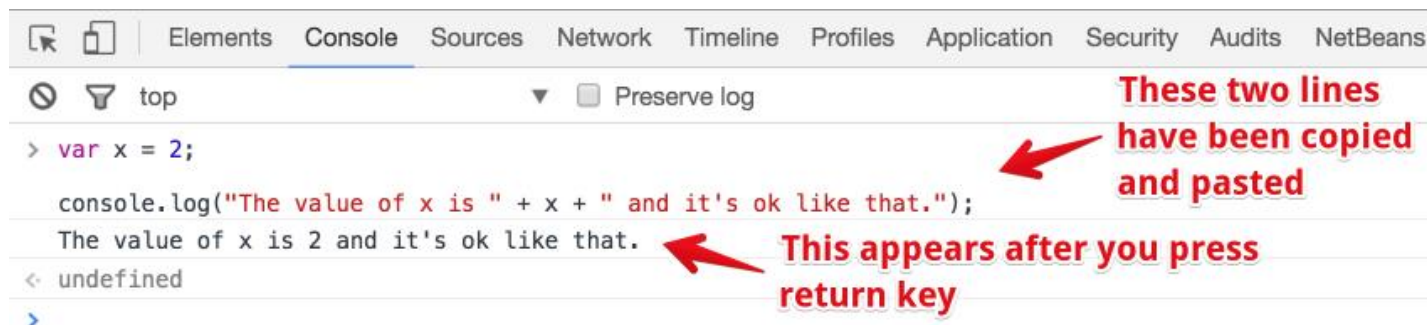 Elements Console Sources Network Timeline Profiles Application Security Audits NetBeans
top Preserve log
These two lines
have been copied
and pasted
> var x = 2;
console.log("The value of x is " + x + " and it's ok like that.");
The value of x is 2 and it's ok like that.
This appears after you press
return key
undefined
>